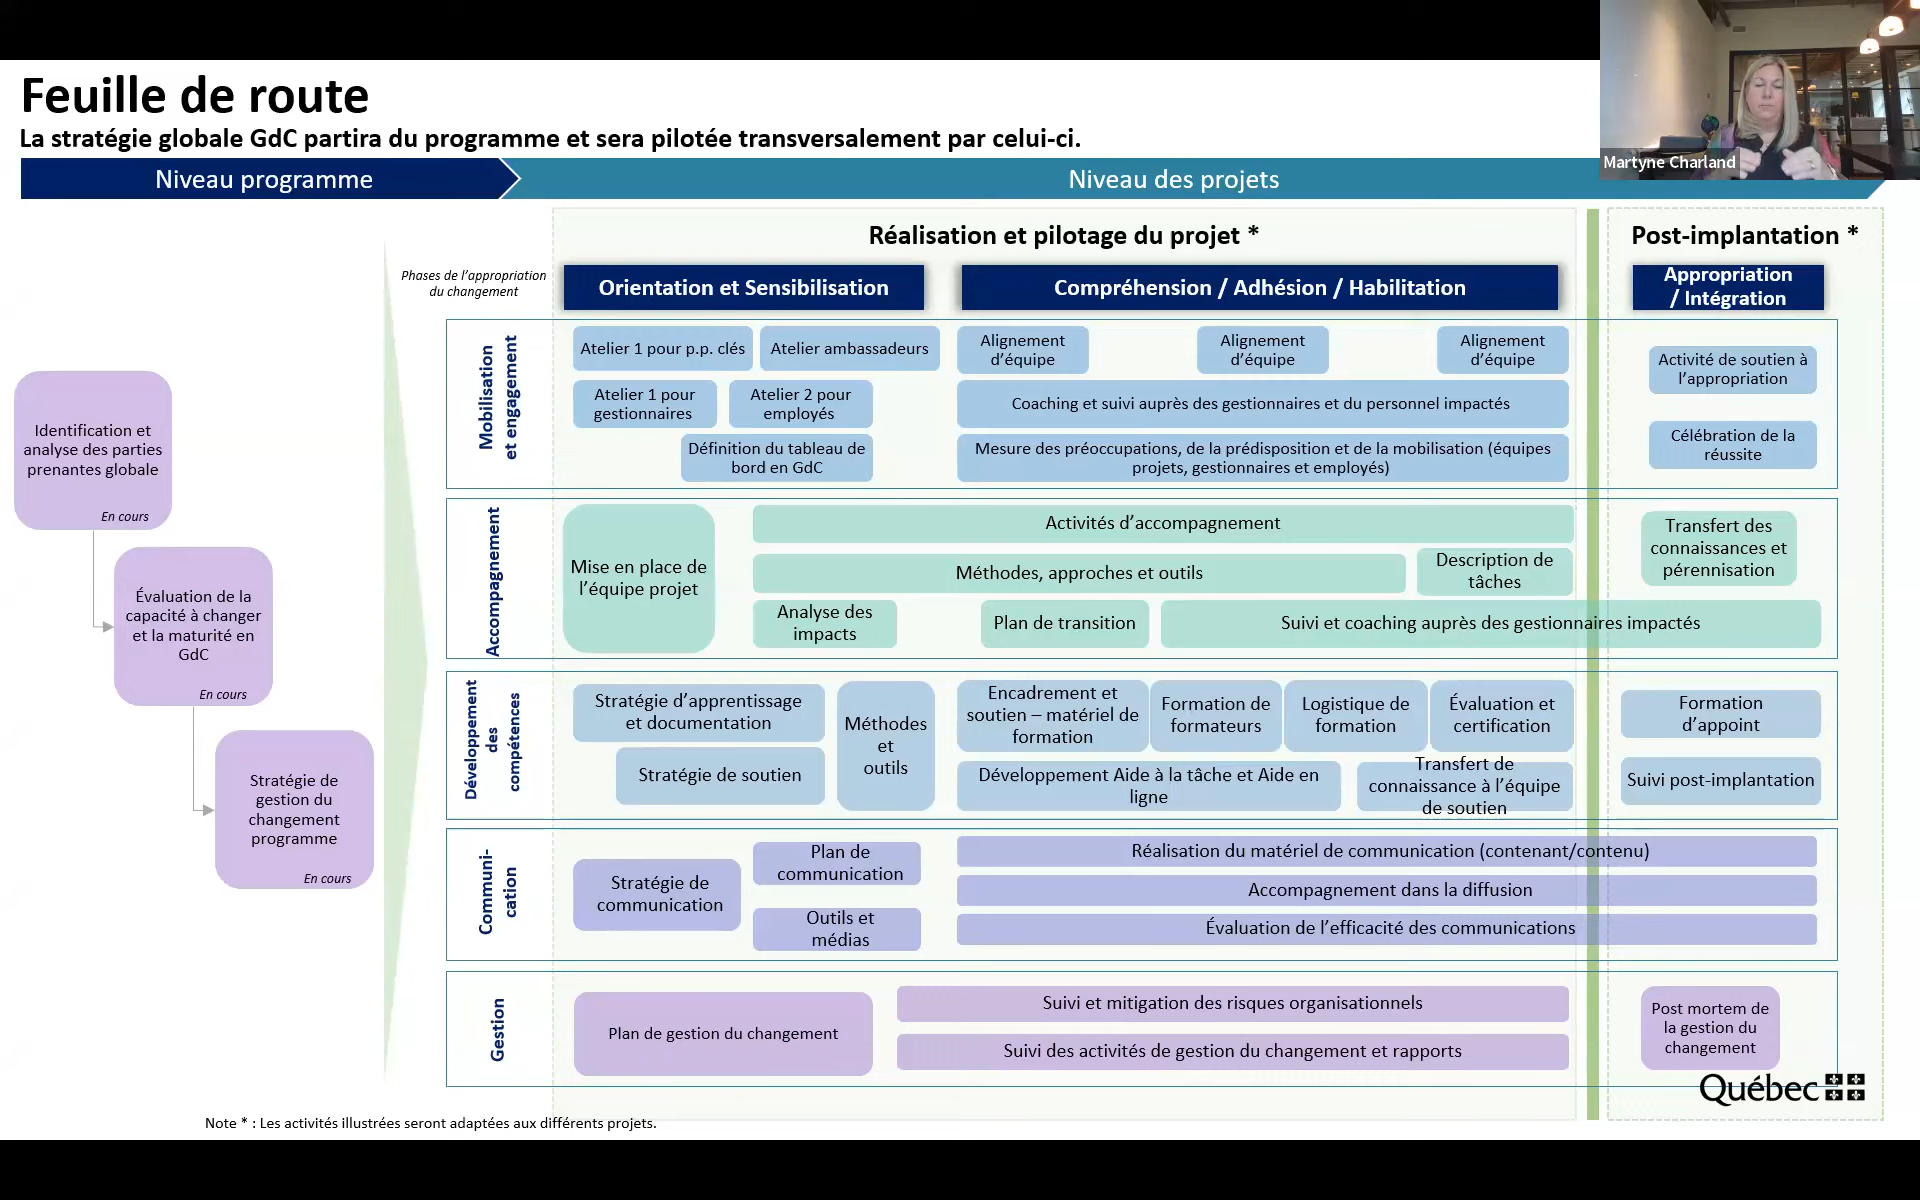 Feuille de route
La stratégie globale GdC partira du programme et sera pilotée transversalement par celui-ci.
Martyne Charland
Niveau programme
Niveau des projets
Réalisation et pilotage du projet *
Post-implantation *
Phases de l’appropriation
du changement
Orientation et Sensibilisation
Compréhension / Adhésion / Habilitation
Appropriation
/ Intégration
Identification et
analyse des parties
prenantes globale
En cours
Évaluation de la
capacité à changer
et la maturité en
GdC
En cours
Stratégie de
gestion du
changement
programme
En cours
Mobilisation
et engagement
Atelier 1 pour p.p. clés
Atelier ambassadeurs
Alignement
d’équipe
Alignement
d’équipe
Alignement
d’équipe
Atelier 1 pour
gestionnaires
Atelier 2 pour
employés
Coaching et suivi auprès des gestionnaires et du personnel impactés
Définition du tableau de
bord en GdC
Mesure des préoccupations, de la prédisposition et de la mobilisation (équipes
projets, gestionnaires et employés)
Activité de soutien à
l’appropriation
Célébration de la
réussite
Accompagnement
Mise en place de
l’équipe projet
Activités d’accompagnement
Méthodes, approches et outils
Description de
tâches
Analyse des
impacts
Plan de transition
Suivi et coaching auprès des gestionnaires impactés
Transfert des
connaissances et
pérennisation
Développement
des
compétences
Stratégie d’apprentissage
et documentation
Stratégie de soutien
Méthodes
et
outils
Encadrement et
soutien – matériel de
formation
Formation de
formateurs
Logistique de
formation
Évaluation et
certification
Développement Aide à la tâche et Aide en
ligne
Transfert de
connaissance à l’équipe
de soutien
Formation
d’appoint
Suivi post-implantation
Communi-
cation
Stratégie de
communication
Plan de
communication
Outils et
médias
Réalisation du matériel de communication (contenant/contenu)
Accompagnement dans la diffusion
Évaluation de l’efficacité des communications
Gestion
Plan de gestion du changement
Suivi et mitigation des risques organisationnels
Suivi des activités de gestion du changement et rapports
Post mortem de
la gestion du
changement
Québec
Note * : Les activités illustrées seront adaptées aux différents projets.